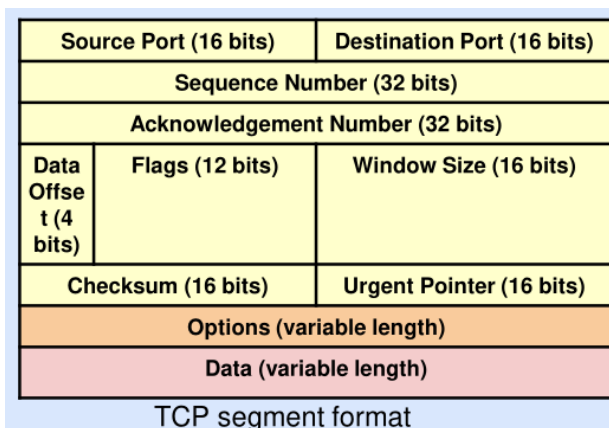 Source Port (16 bits) Destination Port (16 bits)
Sequence Number (32 bits)
Acknowledgement Number (32 bits)
Data Flags (12 bits) Window Size (16 bits)
Offse
t (4
bits)
Checksum (16 bits) Urgent Pointer (16 bits)
Options (variable length)
Data (variable length)
TCP segment format